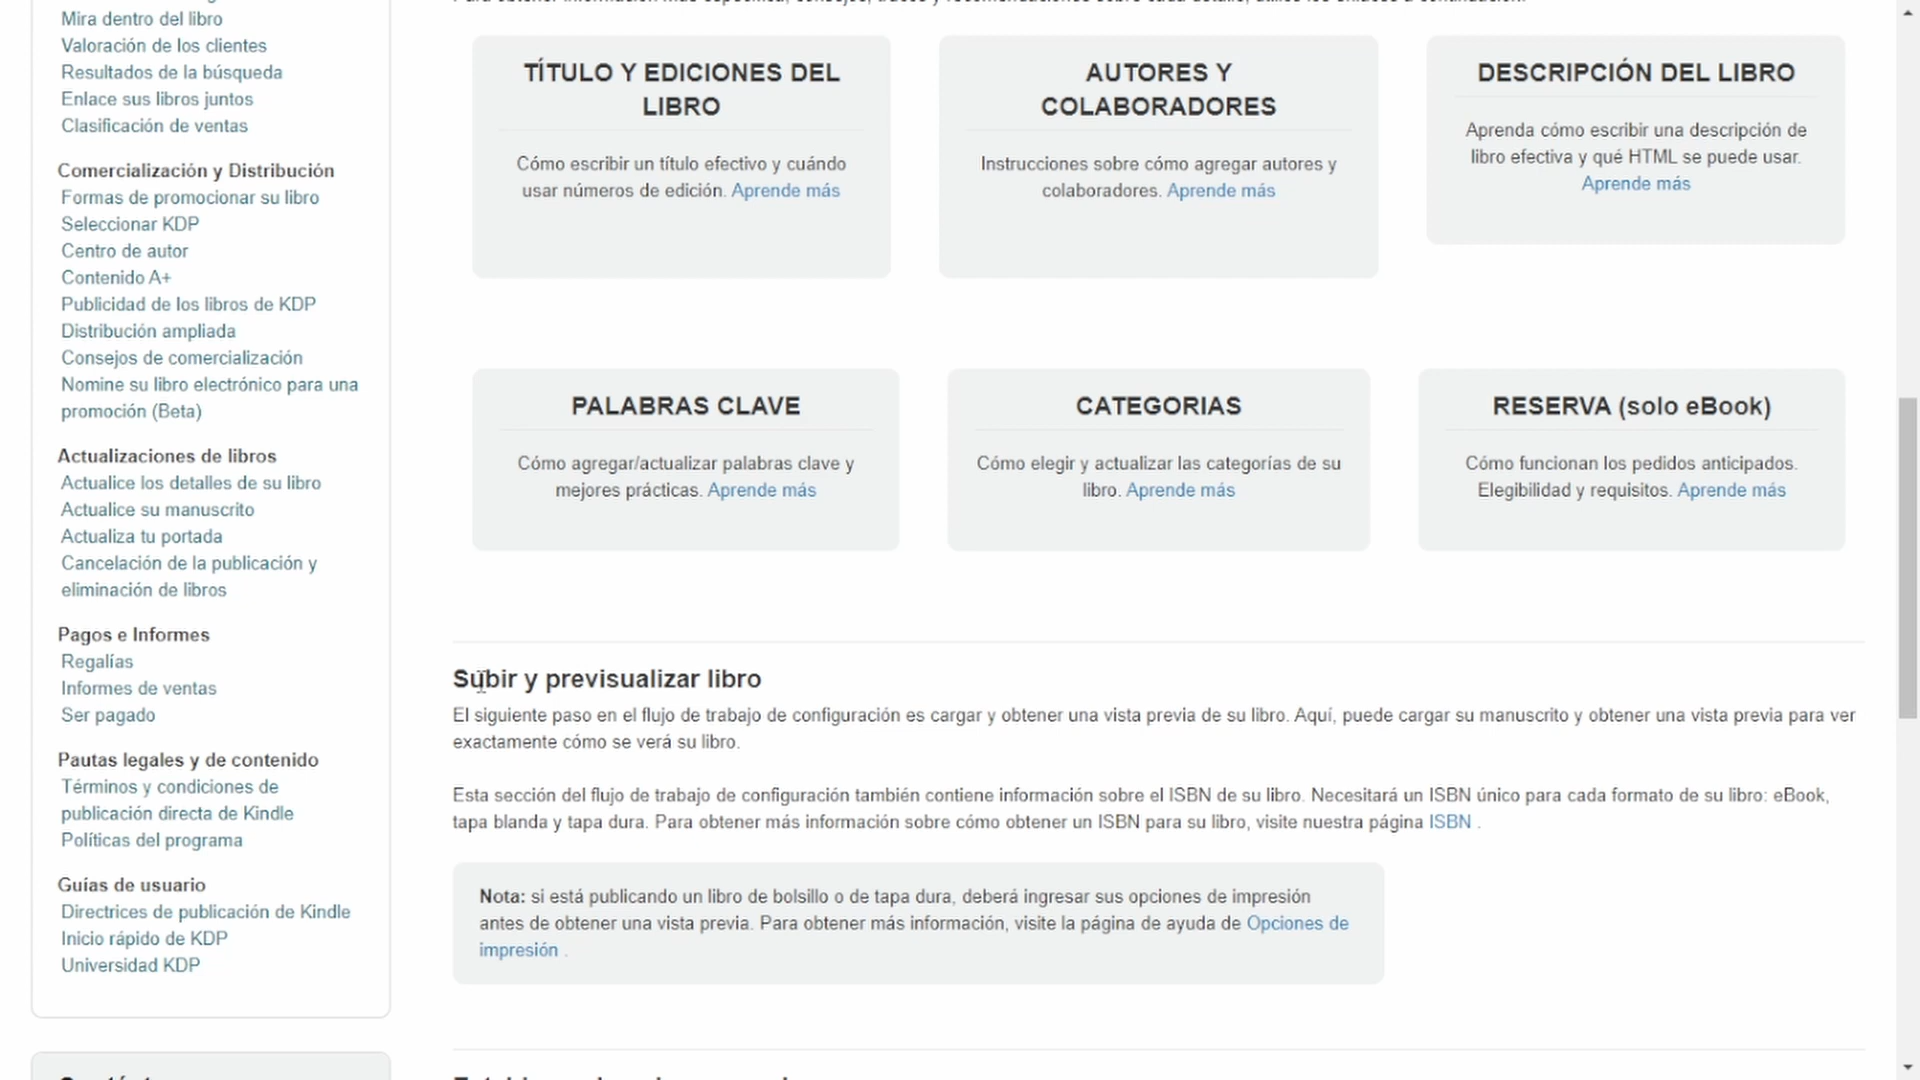 Mira dentro del libro
Valoración de los clientes
Resultados de la búsqueda
Enlace sus libros juntos
Clasificación de ventas
Comercialización y Distribución
Formas de promocionar su libro
Seleccionar KDP
Centro de autor
Contenido A+
Publicidad de los libros de KDP
Distribución ampliada
Consejos de comercialización
Nomine su libro electrónico para una
promoción (Beta)
Actualizaciones de libros
Actualice los detalles de su libro
Actualice su manuscrito
Actualiza tu portada
Cancelación de la publicación y
eliminación de libros
Pagos e Informes
Regalías
Informes de ventas
Ser pagado
Pautas legales y de contenido
Términos y condiciones de
publicación directa de Kindle
Políticas del programa
Guías de usuario
Directrices de publicación de Kindle
Inicio rápido de KDP
Universidad KDP
TÍTULO Y EDICIONES DEL
LIBRO
Cómo escribir un título efectivo y cuándo
usar números de edición. Aprende más
AUTORES Y
COLABORADORES
Instrucciones sobre cómo agregar autores y
colaboradores. Aprende más
DESCRIPCIÓN DEL LIBRO
Aprenda cómo escribir una descripción de
libro efectiva y qué HTML se puede usar.
Aprende más
PALABRAS CLAVE
Cómo agregar/actualizar palabras clave y
mejores prácticas. Aprende más
CATEGORIAS
Cómo elegir y actualizar las categorías de su
libro. Aprende más
RESERVA (solo eBook)
Cómo funcionan los pedidos anticipados.
Elegibilidad y requisitos. Aprende más
Subir y previsualizar libro
El siguiente paso en el flujo de trabajo de configuración es cargar y obtener una vista previa de su libro. Aquí, puede cargar su manuscrito y obtener una vista previa para ver
exactamente cómo se verá su libro.
Esta sección del flujo de trabajo de configuración también contiene información sobre el ISBN de su libro. Necesitará un ISBN único para cada formato de su libro: eBook,
tapa blanda y tapa dura. Para obtener más información sobre cómo obtener un ISBN para su libro, visite nuestra página ISBN .
Nota: si está publicando un libro de bolsillo o de tapa dura, deberá ingresar sus opciones de impresión
antes de obtener una vista previa. Para obtener más información, visite la página de ayuda de Opciones de
impresión .